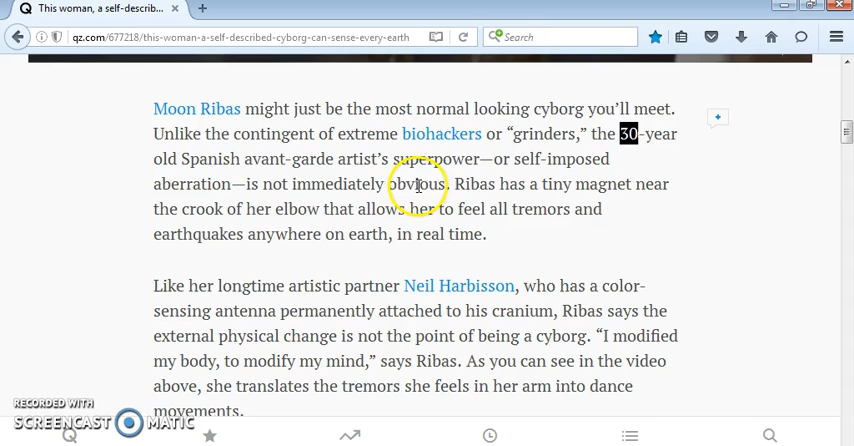 This woman, a self-describ...
qz.com/677218/this-woman-a-self-described-cyborg-can-sense-every-earth
Search
Moon Ribas might just be the most normal looking cyborg you’ll meet.
Unlike the contingent of extreme biohackers or “grinders,” the 30-year
old Spanish avant-garde artist’s superpower—or self-imposed
aberration—is not immediately obvious. Ribas has a tiny magnet near
the crook of her elbow that allows her to feel all tremors and
earthquakes anywhere on earth, in real time.
Like her longtime artistic partner Neil Harbisson, who has a color-
sensing antenna permanently attached to his cranium, Ribas says the
external physical change is not the point of being a cyborg. “I modified
my body, to modify my mind,” says Ribas. As you can see in the video
above, she translates the tremors she feels in her arm into dance
movements.
RECORDED WITH
SCREENCAST MATIC